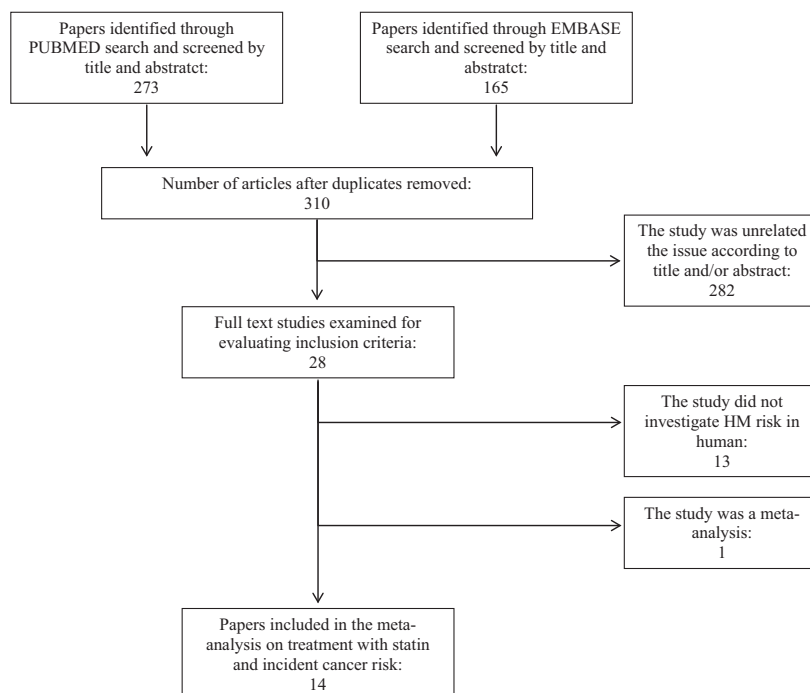 Papers identified through
PUBMED search and screened by
title and abstratct:
273
Papers identified through EMBASE
search and screened by title and
abstratct:
165
Number of articles after duplicates removed:
310
The study was unrelated
the issue according to
title and/or abstract:
282
Full text studies examined for
evaluating inclusion criteria:
28
The study did not
investigate HM risk in
human:
13
The study was a meta-
analysis:
1
Papers included in the meta-
analysis on treatment with statin
and incident cancer risk:
14